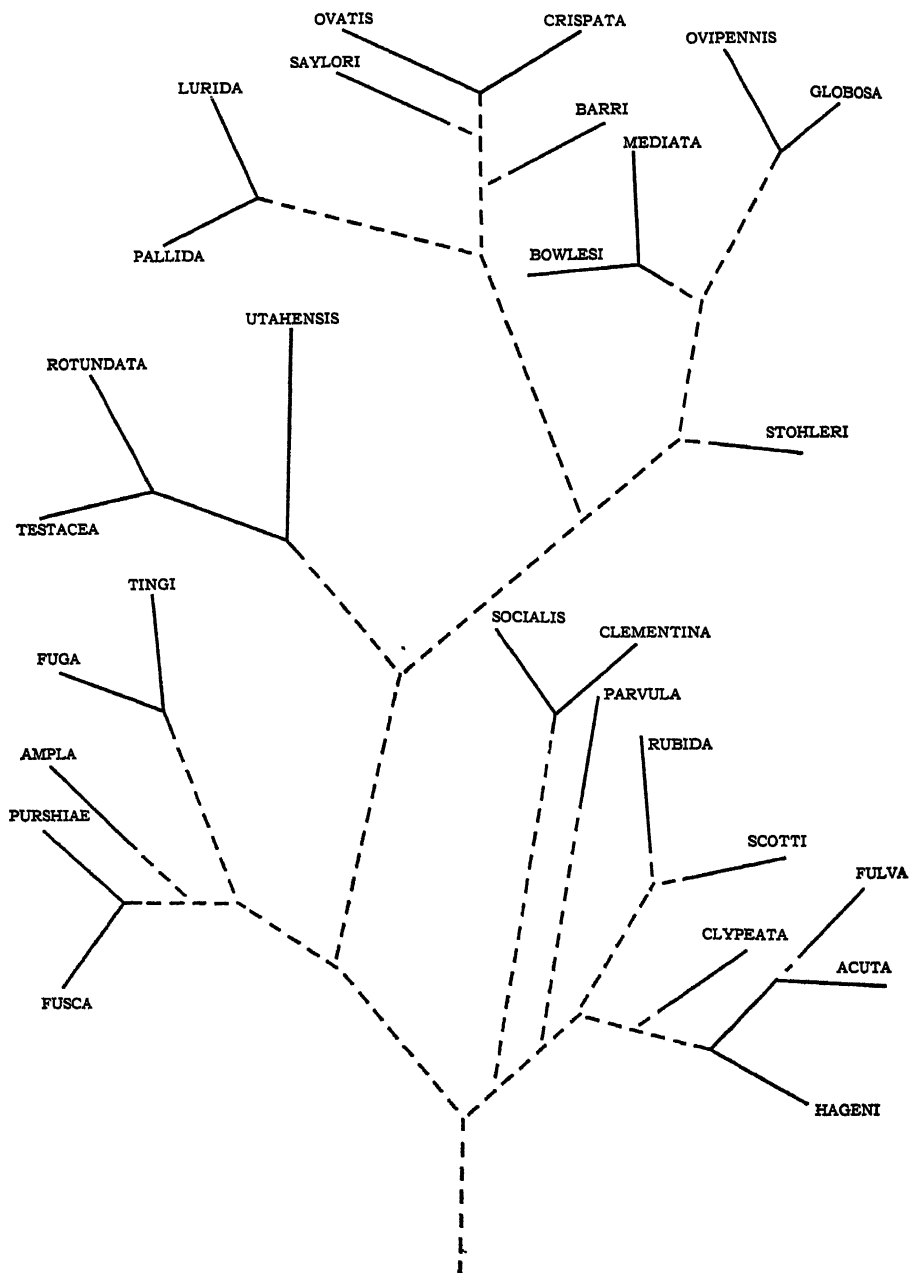 OVATIS
CRISPATA
OVIPENNIS
SAYLORI
LURIDA
GLOBOSA
BARRI
MEDIATA
PALLIDA
BOWLESI
UTAHENSIS
ROTUNDATA
STOHLERI
TESTACEA
TINGI
SOCIALIS
CLEMENTINA
FUGA
PARVULA
RUBIDA
AMPLA
PURSHIAE
SCOTTI
FULVA
CLYPEATA
ACUTA
FUSCA
HAGENI